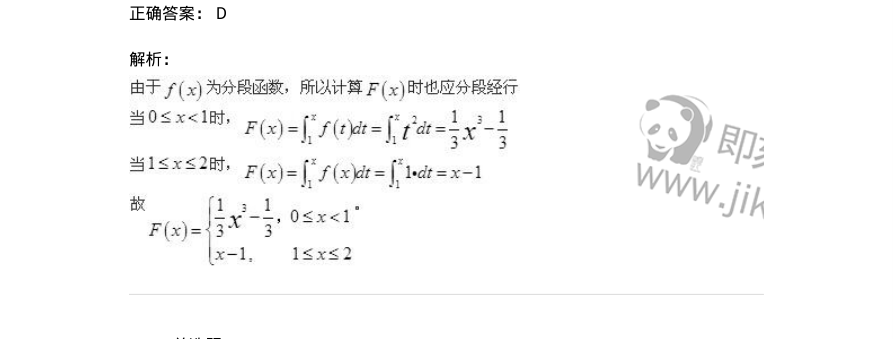 正确答案： D
解析：
由于 f(x) 为分段函数，所以计算 F(x) 时也应分段经行
当 0≤x<1时， F(x)=∫₁ˣ f(t)dt=∫₁ˣ t²dt=1/3 x³−1/3
当1≤x≤2时， F(x)=∫₁ˣ f(x)dt=∫₁ˣ 1•dt=x−1
故 F(x)={1/3 x³−1/3，0≤x<1。
x−1， 1≤x≤2
www.jik